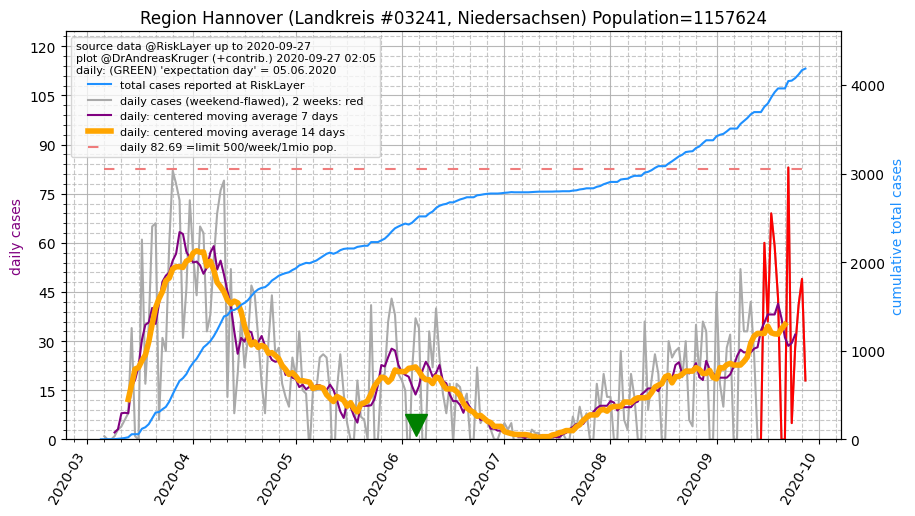 Region Hannover (Landkreis #03241, Niedersachsen) Population=1157624
source data @RiskLayer up to 2020-09-27
plot @DrAndreasKruger (+contrib.) 2020-09-27 02:05
daily: (GREEN) 'expectation day' = 05.06.2020
total cases reported at RiskLayer
daily cases (weekend-flawed), 2 weeks: red
daily: centered moving average 7 days
daily: centered moving average 14 days
daily 82.69 =limit 500/week/1mio pop.
daily cases
120
105
90
75
60
45
30
15
0
cumulative total cases
4000
3000
2000
1000
0
2020-03
2020-04
2020-05
2020-06
2020-07
2020-08
2020-09
2020-10